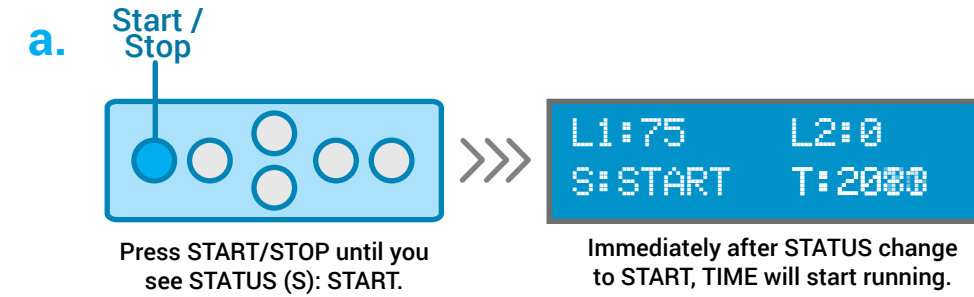 a.
Start /
Stop
L1:75 L2:0
S:START
Press START/STOP until you
see STATUS (S): START.
Immediately after STATUS change
to START, TIME will start running.